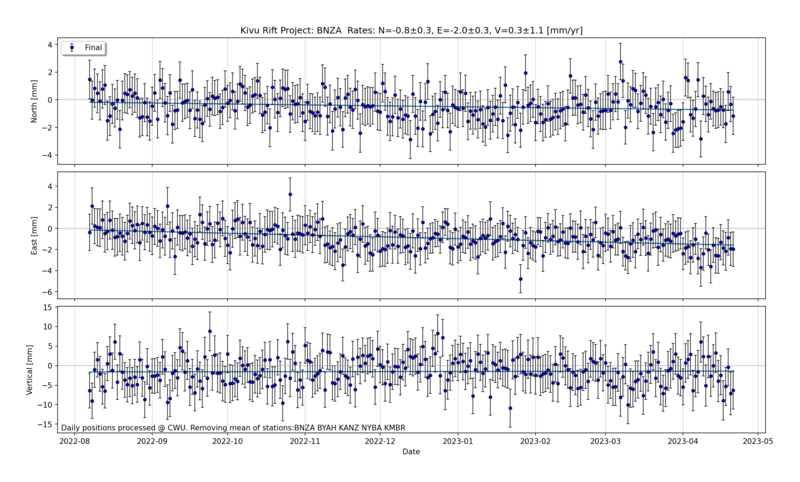 Kivu Rift Project: BNZA Rates: N=-0.8±0.3, E=-2.0±0.3, V=0.3±1.1 [mm/yr]
Final
North [mm]
4
2
0
−2
−4
East [mm]
4
2
0
−2
−4
−6
Vertical [mm]
15
10
5
0
−5
−10
−15
Daily positions processed @ CWU. Removing mean of stations:BNZA BYAH KANZ NYBA KMBR
2022-08 2022-09 2022-10 2022-11 2022-12 2023-01 2023-02 2023-03 2023-04 2023-05
Date